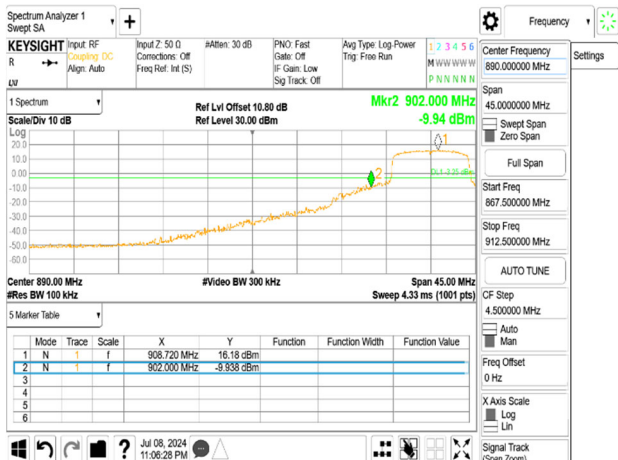 Spectrum Analyzer 1
Swept SA
+
Frequency
Settings
KEYSIGHT
R
LXI
Input: RF
Coupling: DC
Align: Auto
Input Z: 50 Ω
Corrections: Off
Freq Ref: Int (S)
#Atten: 30 dB
PNO: Fast
Gate: Off
IF Gain: Low
Sig Track: Off
Avg Type: Log-Power
Trig: Free Run
1 2 3 4 5 6
M W W W W W
P N N N N N
1 Spectrum
Scale/Div 10 dB
Ref Lvl Offset 10.80 dB
Ref Level 30.00 dBm
Mkr2 902.000 MHz
-9.94 dBm
Log
20.0
10.0
0.00
-10.0
-20.0
-30.0
-40.0
-50.0
-60.0
1
2
DL1 -3.25 dBm
Center 890.00 MHz
#Res BW 100 kHz
#Video BW 300 kHz
Span 45.00 MHz
Sweep 4.33 ms (1001 pts)
5 Marker Table
Mode Trace Scale X Y Function Function Width Function Value
1 N 1 f 908.720 MHz 16.18 dBm
2 N 1 f 902.000 MHz -9.938 dBm
3
4
5
6
?
Jul 08, 2024
11:06:28 PM
Center Frequency
890.000000 MHz
Span
45.0000000 MHz
Swept Span
Zero Span
Full Span
Start Freq
867.500000 MHz
Stop Freq
912.500000 MHz
AUTO TUNE
CF Step
4.500000 MHz
Auto
Man
Freq Offset
0 Hz
X Axis Scale
Log
Lin
Signal Track
(Span Zoom)